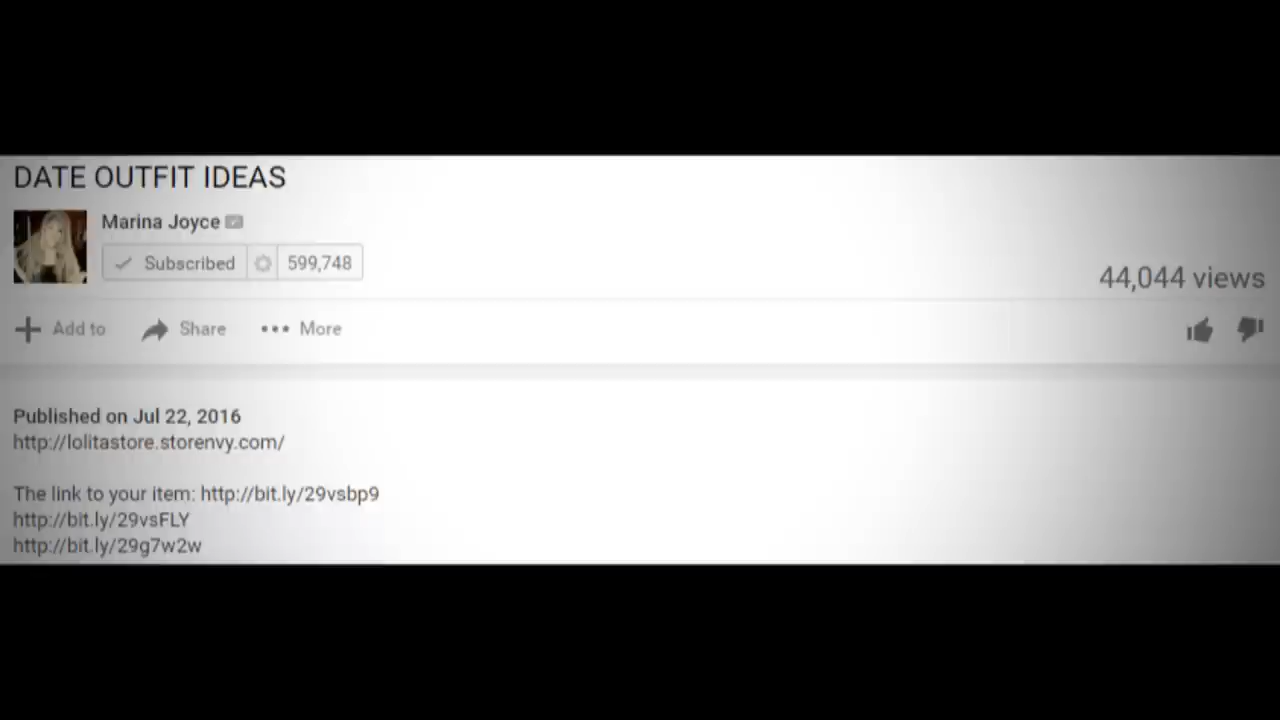 DATE OUTFIT IDEAS
Marina Joyce
Subscribed 599,748
44,044 views
Add to Share More
Published on Jul 22, 2016
http://lolitastore.storenvy.com/
The link to your item: http://bit.ly/29vsbp9
http://bit.ly/29vsFLY
http://bit.ly/29g7w2w